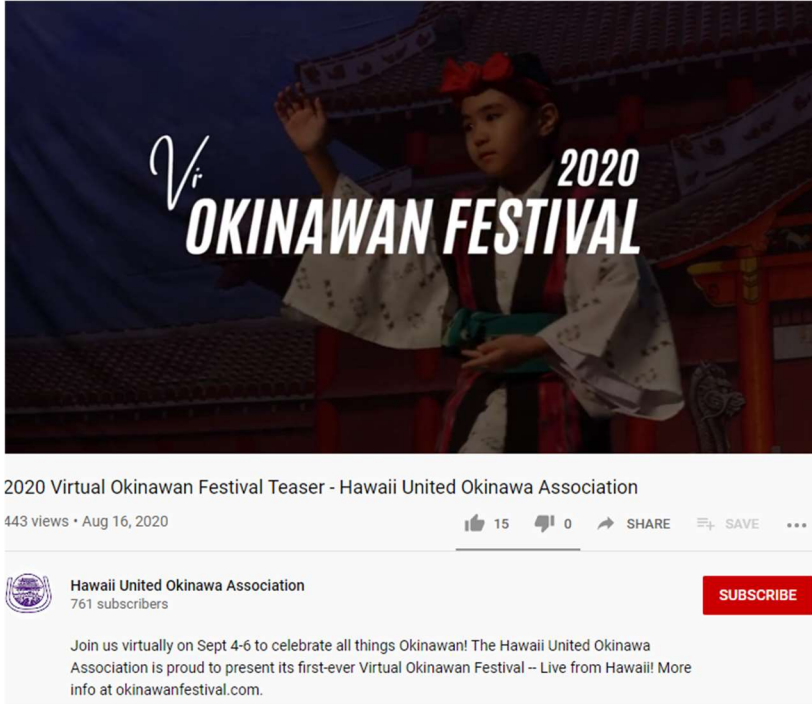 Vir
2020
OKINAWAN FESTIVAL
2020 Virtual Okinawan Festival Teaser - Hawaii United Okinawa Association
443 views • Aug 16, 2020
15
0
SHARE
SAVE
Hawaii United Okinawa Association
761 subscribers
SUBSCRIBE
Join us virtually on Sept 4-6 to celebrate all things Okinawan! The Hawaii United Okinawa
Association is proud to present its first-ever Virtual Okinawan Festival -- Live from Hawaii! More
info at okinawanfestival.com.